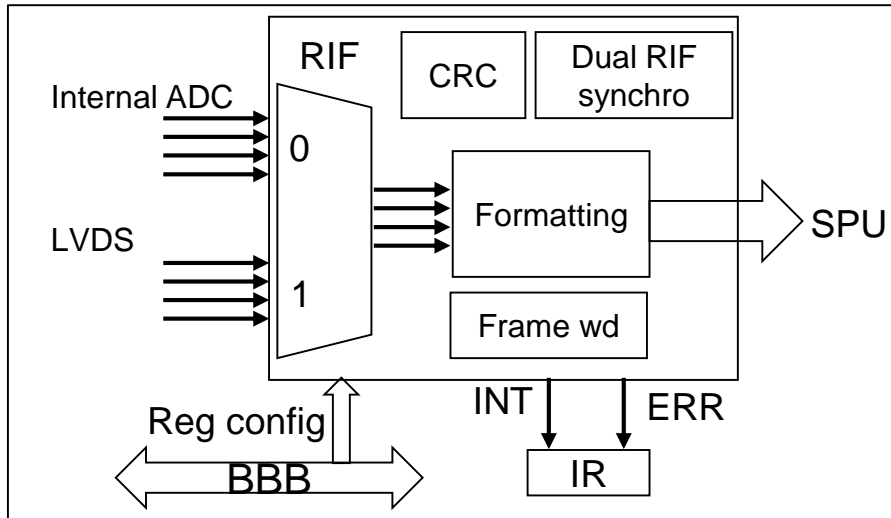 RIF
CRC
Dual RIF
synchro
Internal ADC
0
Formatting
SPU
LVDS
1
Frame wd
INT
ERR
Reg config
BBB
IR